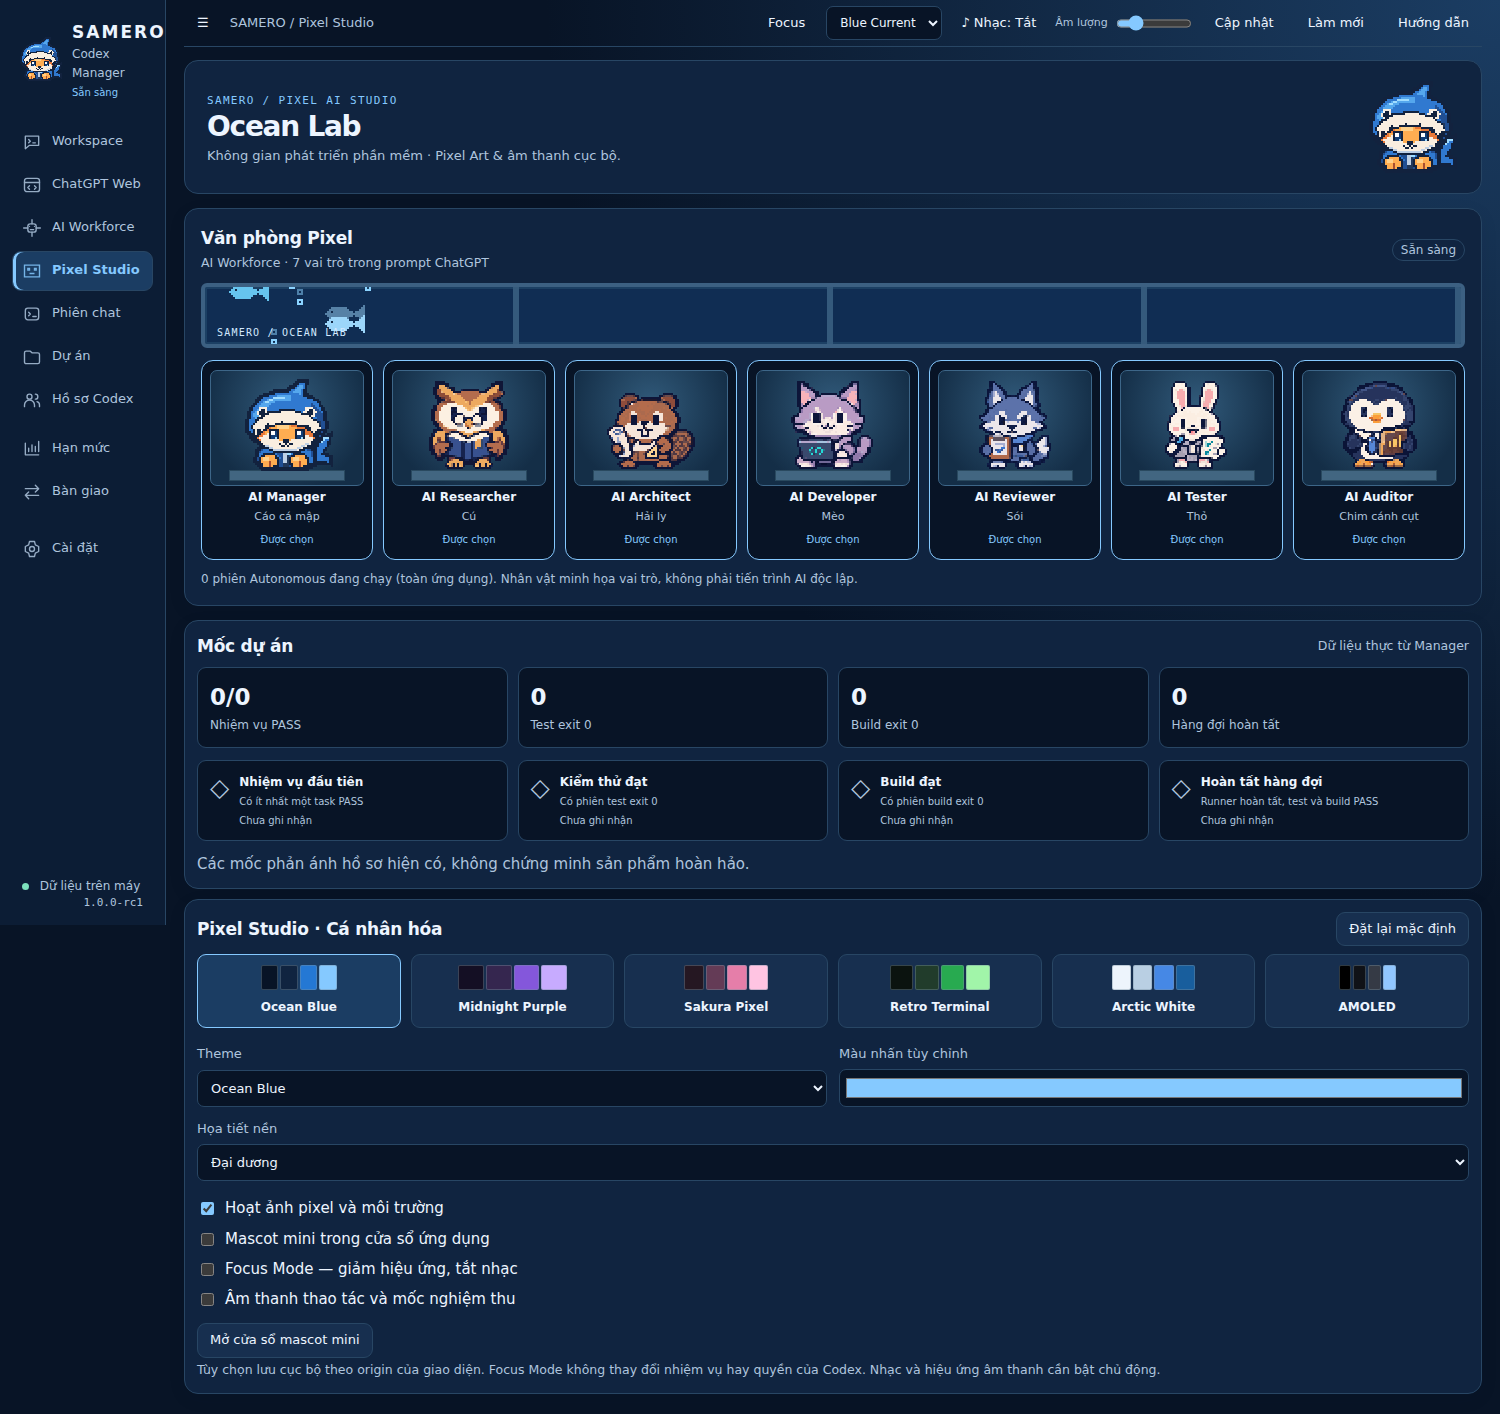 SAMERO
Codex
Manager
Sẵn sàng
Workspace
ChatGPT Web
AI Workforce
Pixel Studio
Phiên chat
Dự án
Hồ sơ Codex
Hạn mức
Bàn giao
Cài đặt
Dữ liệu trên máy
1.0.0-rc1
☰ SAMERO / Pixel Studio Focus Blue Current ♪ Nhạc: Tắt Âm lượng Cập nhật Làm mới Hướng dẫn
SAMERO / PIXEL AI STUDIO
Ocean Lab
Không gian phát triển phần mềm · Pixel Art & âm thanh cục bộ.
Văn phòng Pixel
AI Workforce · 7 vai trò trong prompt ChatGPT
Sẵn sàng
SAMERO / OCEAN LAB
AI Manager
Cáo cá mập
Được chọn
AI Researcher
Cú
Được chọn
AI Architect
Hải ly
Được chọn
AI Developer
Mèo
Được chọn
AI Reviewer
Sói
Được chọn
AI Tester
Thỏ
Được chọn
AI Auditor
Chim cánh cụt
Được chọn
0 phiên Autonomous đang chạy (toàn ứng dụng). Nhân vật minh họa vai trò, không phải tiến trình AI độc lập.
Mốc dự án
Dữ liệu thực từ Manager
0/0
Nhiệm vụ PASS
0
Test exit 0
0
Build exit 0
0
Hàng đợi hoàn tất
Nhiệm vụ đầu tiên
Có ít nhất một task PASS
Chưa ghi nhận
Kiểm thử đạt
Có phiên test exit 0
Chưa ghi nhận
Build đạt
Có phiên build exit 0
Chưa ghi nhận
Hoàn tất hàng đợi
Runner hoàn tất, test và build PASS
Chưa ghi nhận
Các mốc phản ánh hồ sơ hiện có, không chứng minh sản phẩm hoàn hảo.
Pixel Studio · Cá nhân hóa
Đặt lại mặc định
Ocean Blue
Midnight Purple
Sakura Pixel
Retro Terminal
Arctic White
AMOLED
Theme
Ocean Blue
Màu nhấn tùy chỉnh
Họa tiết nền
Đại dương
Hoạt ảnh pixel và môi trường
Mascot mini trong cửa sổ ứng dụng
Focus Mode — giảm hiệu ứng, tắt nhạc
Âm thanh thao tác và mốc nghiệm thu
Mở cửa sổ mascot mini
Tùy chọn lưu cục bộ theo origin của giao diện. Focus Mode không thay đổi nhiệm vụ hay quyền của Codex. Nhạc và hiệu ứng âm thanh cần bật chủ động.